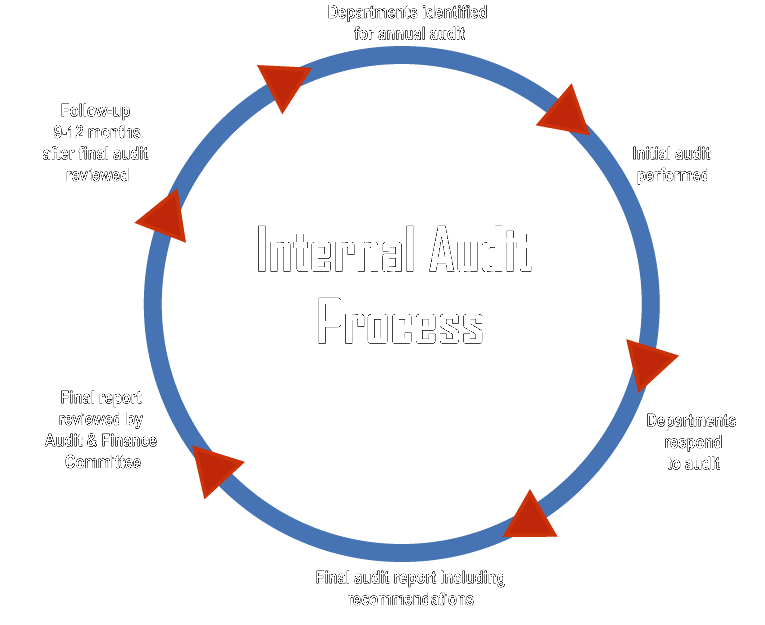 Departments identified
for annual audit
Initial audit
performed
Departments
respond
to audit
Final audit report including
recommendations
Final report
reviewed by
Audit & Finance
Committee
Follow-up
9-12 months
after final audit
reviewed
Internal Audit
Process